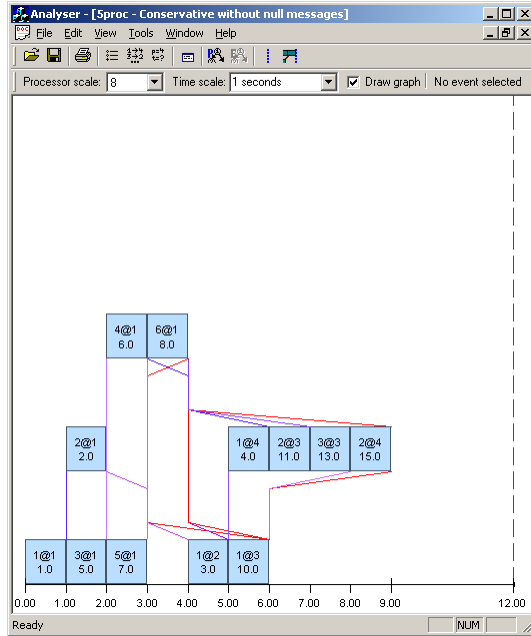 Analyser - [5proc - Conservative without null messages]
DOC File Edit View Tools Window Help
Processor scale: 8 Time scale: 1 seconds Draw graph No event selected
4@1 6@1
6.0 8.0
2@1 1@4 2@3 3@3 2@4
2.0 4.0 11.0 13.0 15.0
1@1 3@1 5@1 1@2 1@3
1.0 5.0 7.0 3.0 10.0
0.00 1.00 2.00 3.00 4.00 5.00 6.00 7.00 8.00 9.00 12.00
Ready NUM